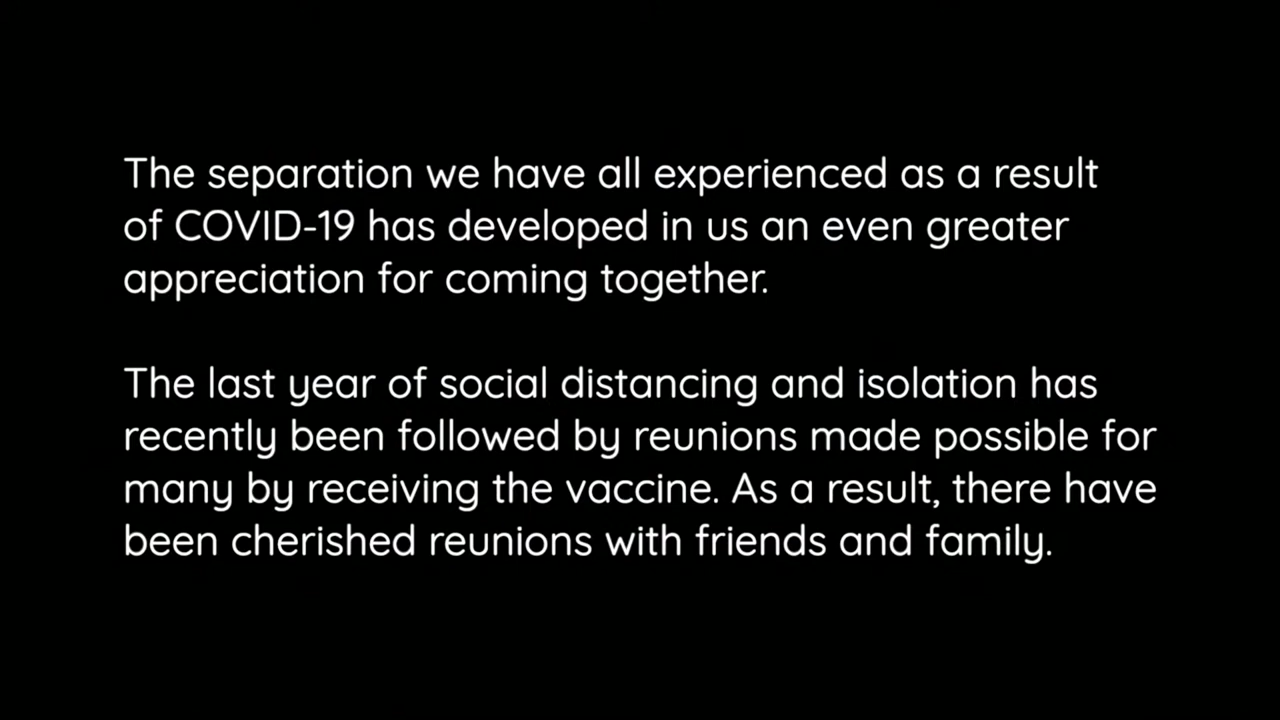 The separation we have all experienced as a result
of COVID-19 has developed in us an even greater
appreciation for coming together.
The last year of social distancing and isolation has
recently been followed by reunions made possible for
many by receiving the vaccine. As a result, there have
been cherished reunions with friends and family.